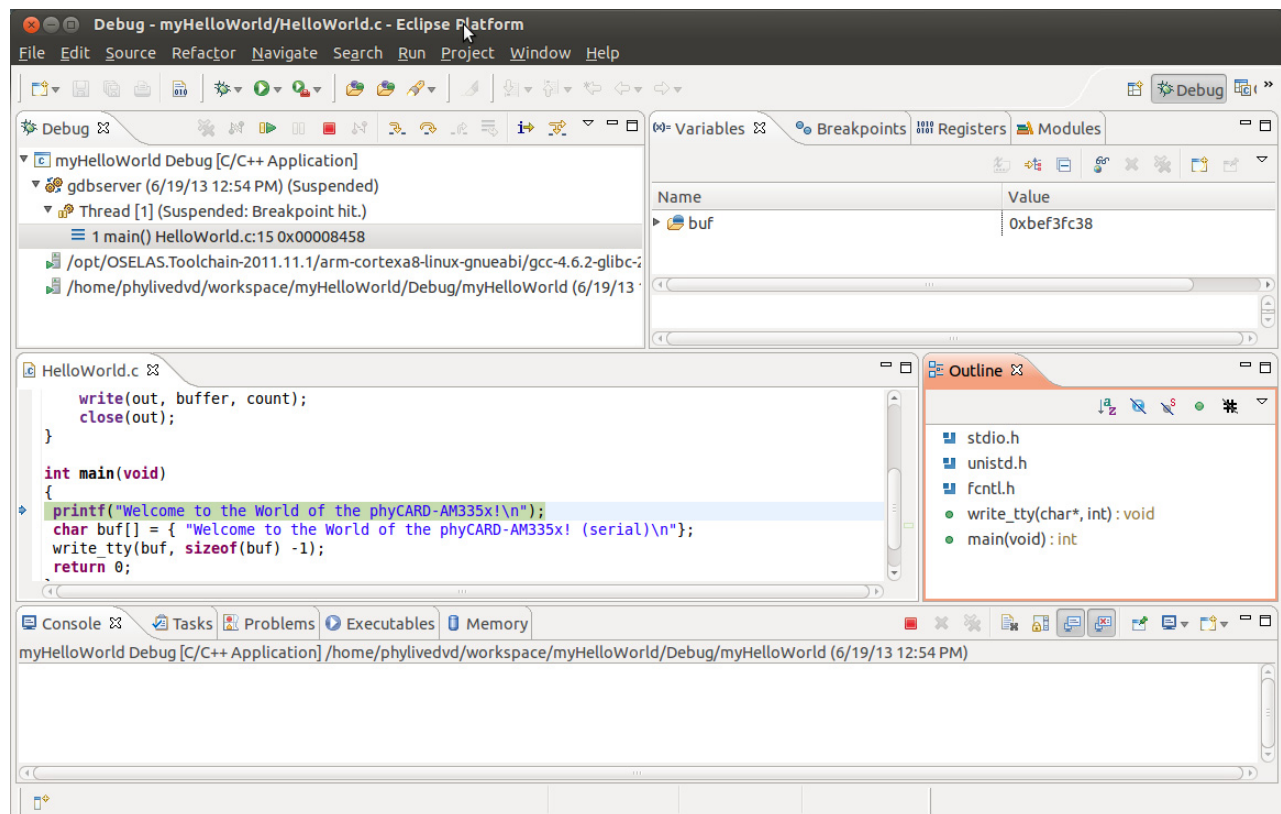 Debug - myHelloWorld/HelloWorld.c - Eclipse Platform
File Edit Source Refactor Navigate Search Run Project Window Help
Debug
Debug
myHelloWorld Debug [C/C++ Application]
gdbserver (6/19/13 12:54 PM) (Suspended)
Thread [1] (Suspended: Breakpoint hit.)
1 main() HelloWorld.c:15 0x00008458
/opt/OSELAS.Toolchain-2011.11.1/arm-cortexa8-linux-gnueabi/gcc-4.6.2-glibc-2
/home/phylivedvd/workspace/myHelloWorld/Debug/myHelloWorld (6/19/13 1
(x)= Variables Breakpoints Registers Modules
Name Value
buf 0xbef3fc38
HelloWorld.c
write(out, buffer, count);
close(out);
}
int main(void)
{
printf("Welcome to the World of the phyCARD-AM335x!\n");
char buf[] = { "Welcome to the World of the phyCARD-AM335x! (serial)\n"};
write_tty(buf, sizeof(buf) -1);
return 0;
Outline
stdio.h
unistd.h
fcntl.h
write_tty(char*, int) : void
main(void) : int
Console Tasks Problems Executables Memory
myHelloWorld Debug [C/C++ Application] /home/phylivedvd/workspace/myHelloWorld/Debug/myHelloWorld (6/19/13 12:54 PM)